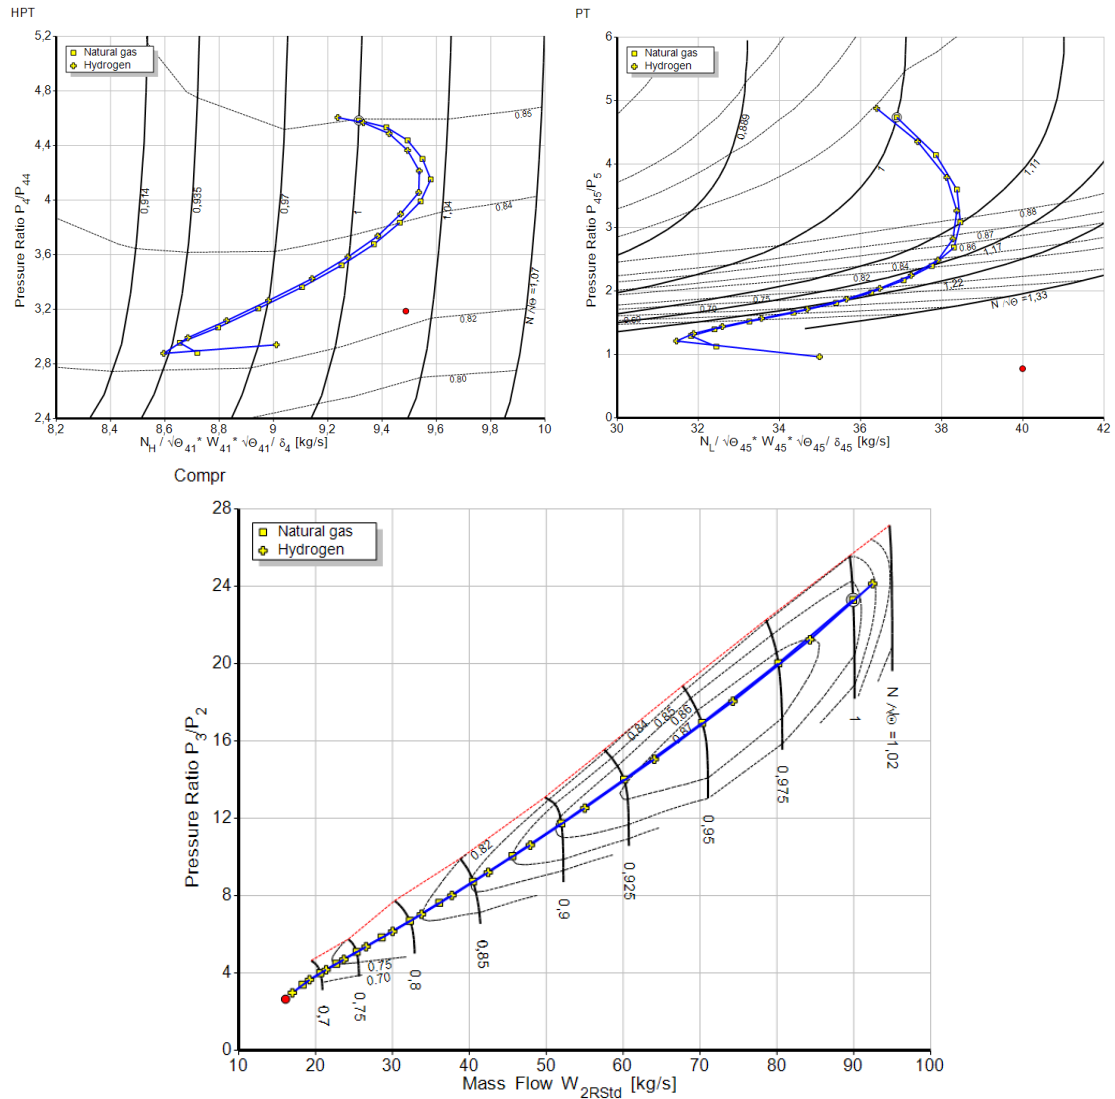 HPT
5,2
Natural gas
Hydrogen
4,8
4,4
4
3,6
3,2
2,8
2,4
Pressure Ratio P4/P44
0,914
0,935
0,97
1
1,04
N /√Θ =1,07
0.85
0.84
0.82
0.80
8,2 8,4 8,6 8,8 9 9,2 9,4 9,6 9,8 10
NH / √Θ41* W41* √Θ41/ δ4 [kg/s]
PT
6
Natural gas
Hydrogen
5
4
3
2
1
0
Pressure Ratio P45/P5
0,889
1
1,11
1,17
1,22
N /√Θ =1,33
0.88
0.87
0.86
0.84
0.82
0.75
0.70
0.60
30 32 34 36 38 40 42
NL/ √Θ45* W45* √Θ45/ δ45 [kg/s]
Compr
28
Natural gas
Hydrogen
24
20
16
12
8
4
0
Pressure Ratio P3/P2
0.84
0.85
0.86
0.87
0.82
0.75
0.70
0,7
0,75
0,8
0,85
0,9
0,925
0,95
0,975
1
N /√Θ =1,02
10 20 30 40 50 60 70 80 90 100
Mass Flow W2RStd [kg/s]